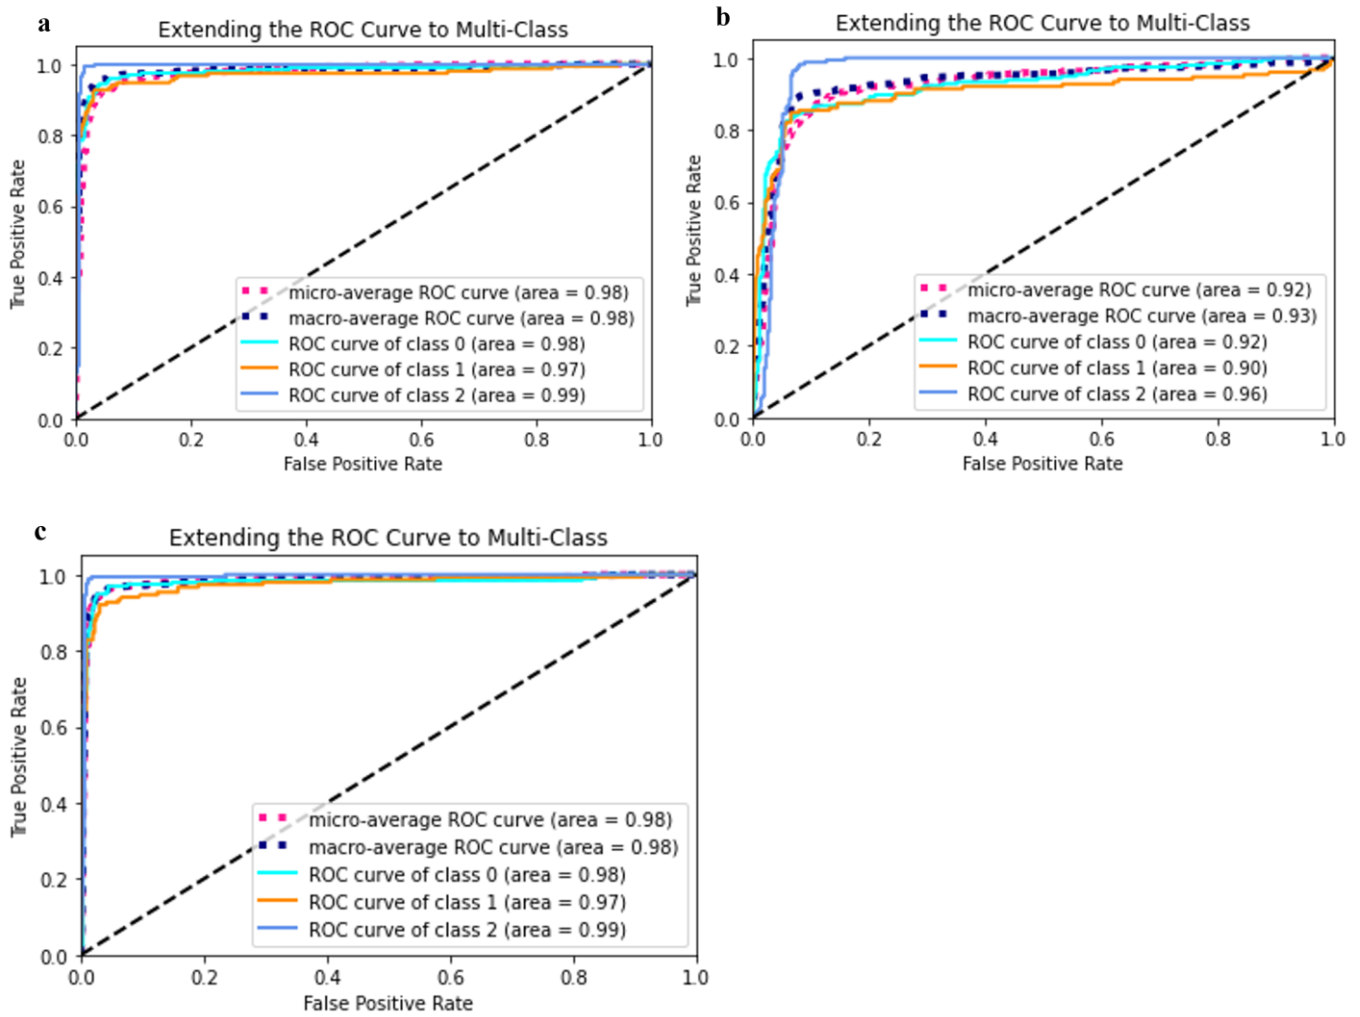 a
Extending the ROC Curve to Multi-Class
1.0
0.8
0.6
0.4
0.2
0.0
True Positive Rate
micro-average ROC curve (area = 0.98)
macro-average ROC curve (area = 0.98)
ROC curve of class 0 (area = 0.98)
ROC curve of class 1 (area = 0.97)
ROC curve of class 2 (area = 0.99)
0.0 0.2 0.4 0.6 0.8 1.0
False Positive Rate
b
Extending the ROC Curve to Multi-Class
1.0
0.8
0.6
0.4
0.2
0.0
True Positive Rate
micro-average ROC curve (area = 0.92)
macro-average ROC curve (area = 0.93)
ROC curve of class 0 (area = 0.92)
ROC curve of class 1 (area = 0.90)
ROC curve of class 2 (area = 0.96)
0.0 0.2 0.4 0.6 0.8 1.0
False Positive Rate
c
Extending the ROC Curve to Multi-Class
1.0
0.8
0.6
0.4
0.2
0.0
True Positive Rate
micro-average ROC curve (area = 0.98)
macro-average ROC curve (area = 0.98)
ROC curve of class 0 (area = 0.98)
ROC curve of class 1 (area = 0.97)
ROC curve of class 2 (area = 0.99)
0.0 0.2 0.4 0.6 0.8 1.0
False Positive Rate